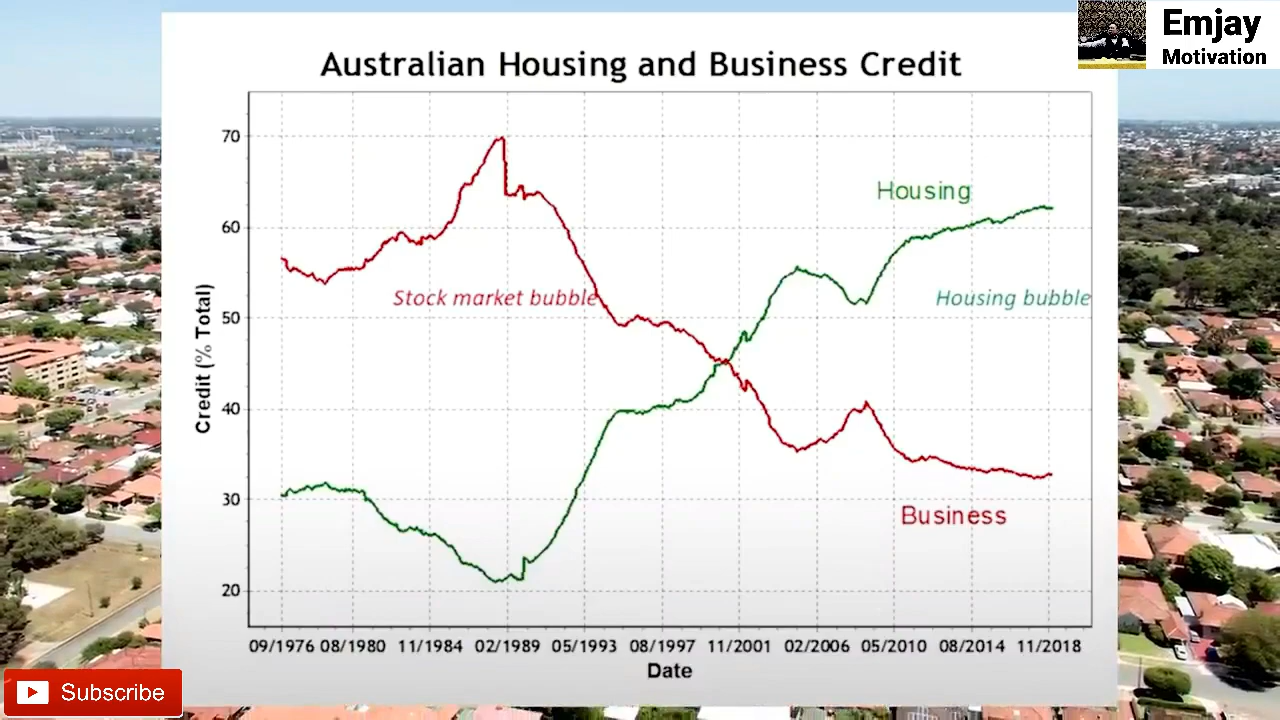 Emjay
Motivation
Australian Housing and Business Credit
70
60
50
40
30
20
Credit (% Total)
Housing
Stock market bubble
Housing bubble
Business
09/1976 08/1980 11/1984 02/1989 05/1993 08/1997 11/2001 02/2006 05/2010 08/2014 11/2018
Date
Subscribe